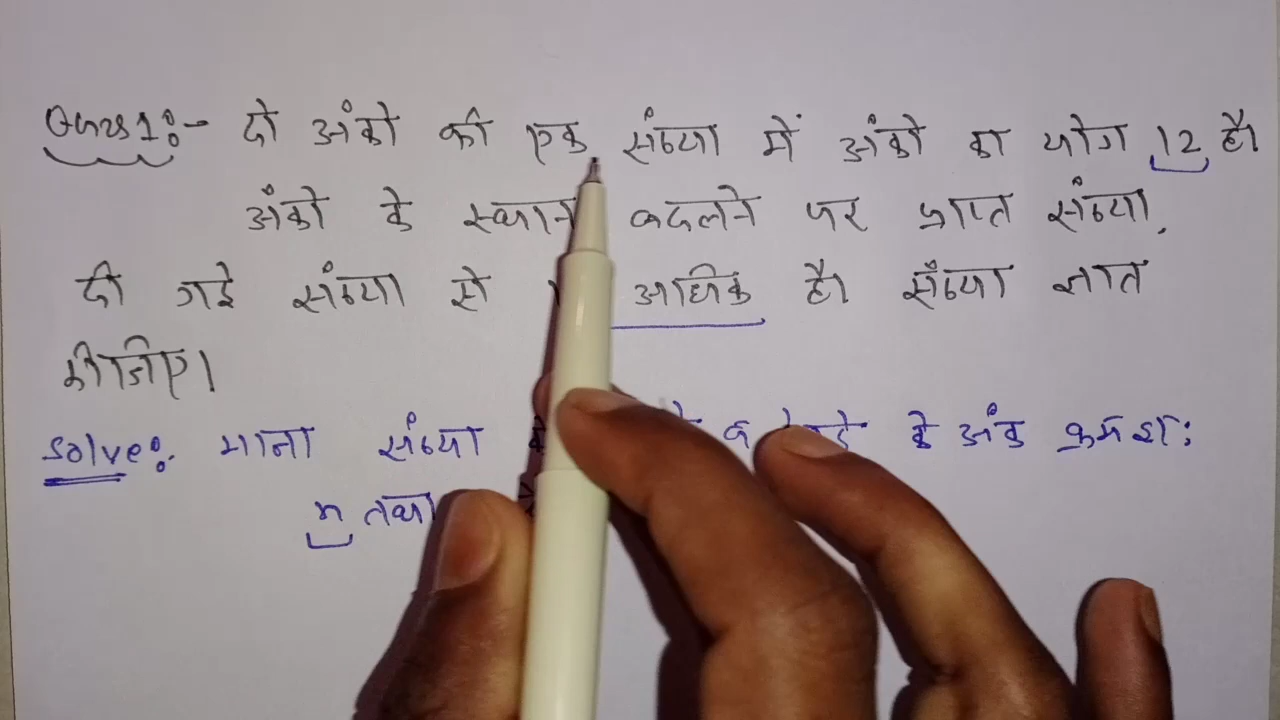 Ques1:- दो अंको की एक संख्या में अंको का योग 12 है।
अंको के स्थान बदलने पर प्राप्त संख्या,
दी गई संख्या से अधिक है। संख्या ज्ञात
कीजिए।
Solve:- माना संख्या के अंक क्रमशः
तथा